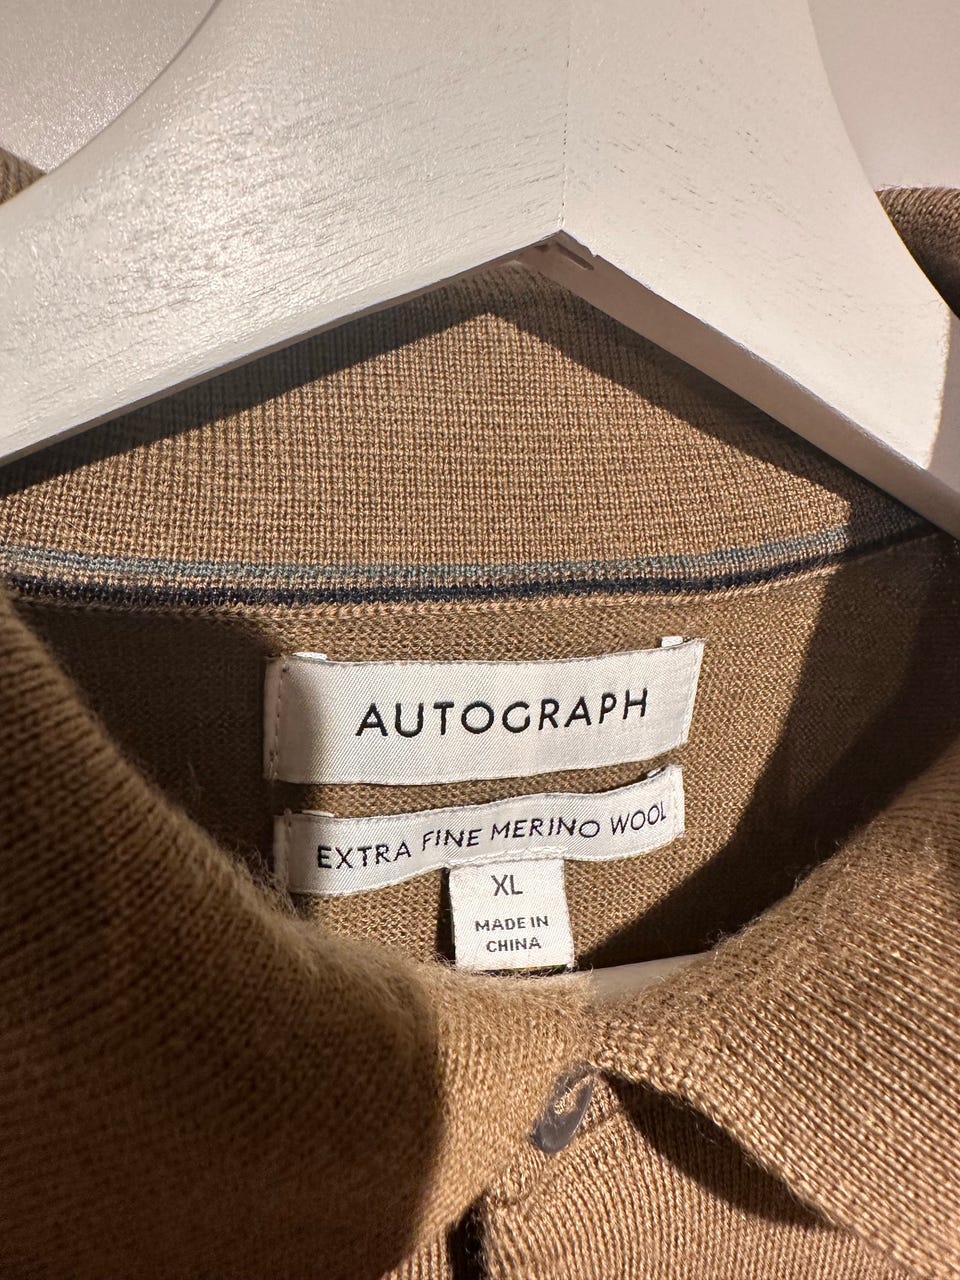 AUTOGRAPH
EXTRA FINE MERINO WOOL
XL
MADE IN
CHINA